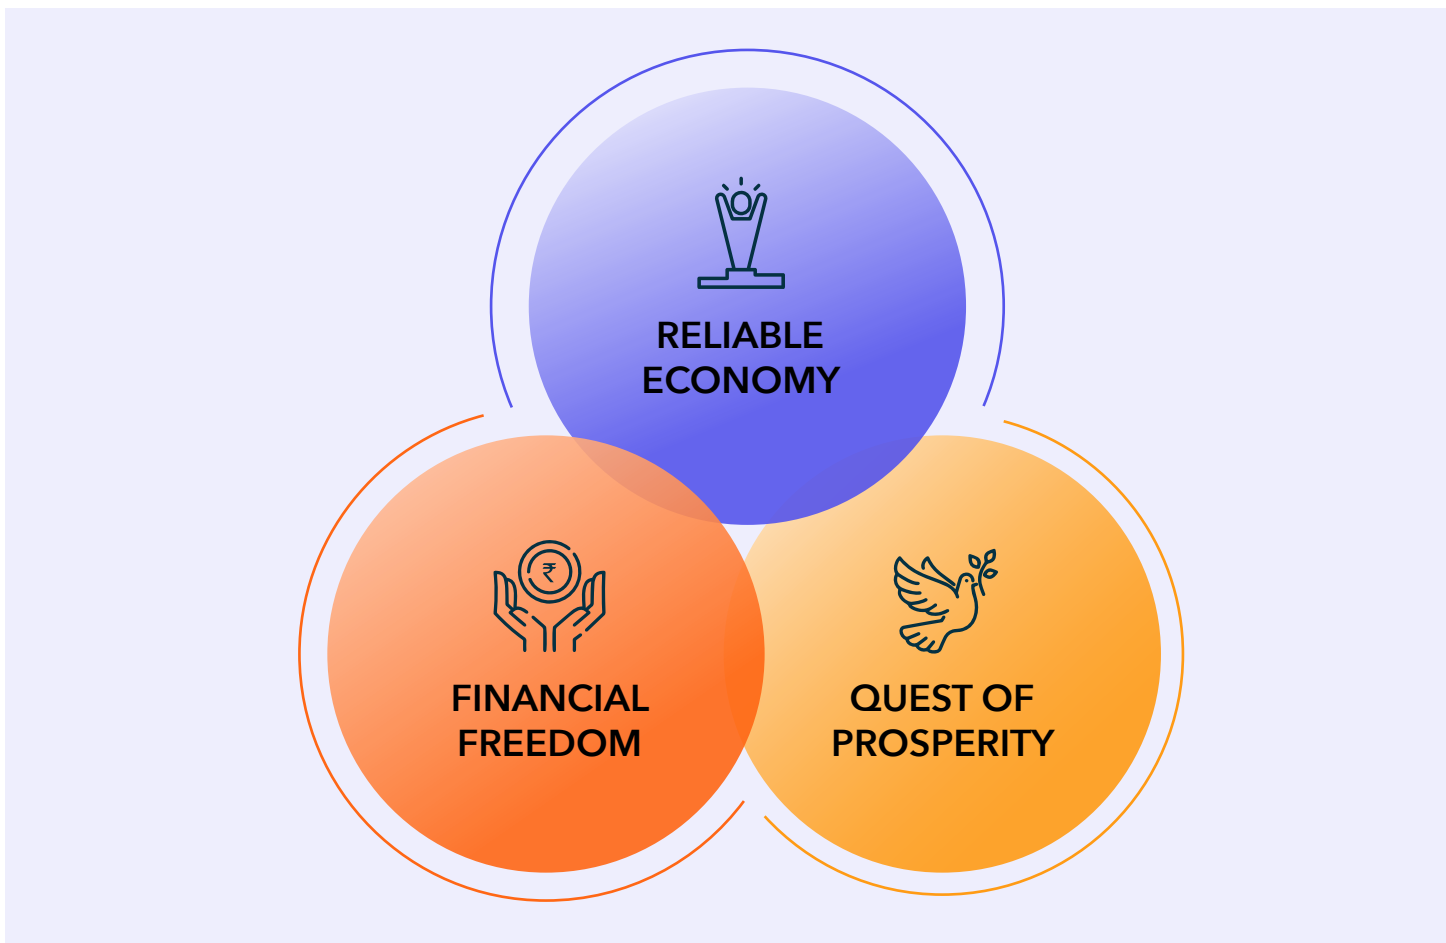 RELIABLE
ECONOMY
₹
FINANCIAL
FREEDOM
QUEST OF
PROSPERITY